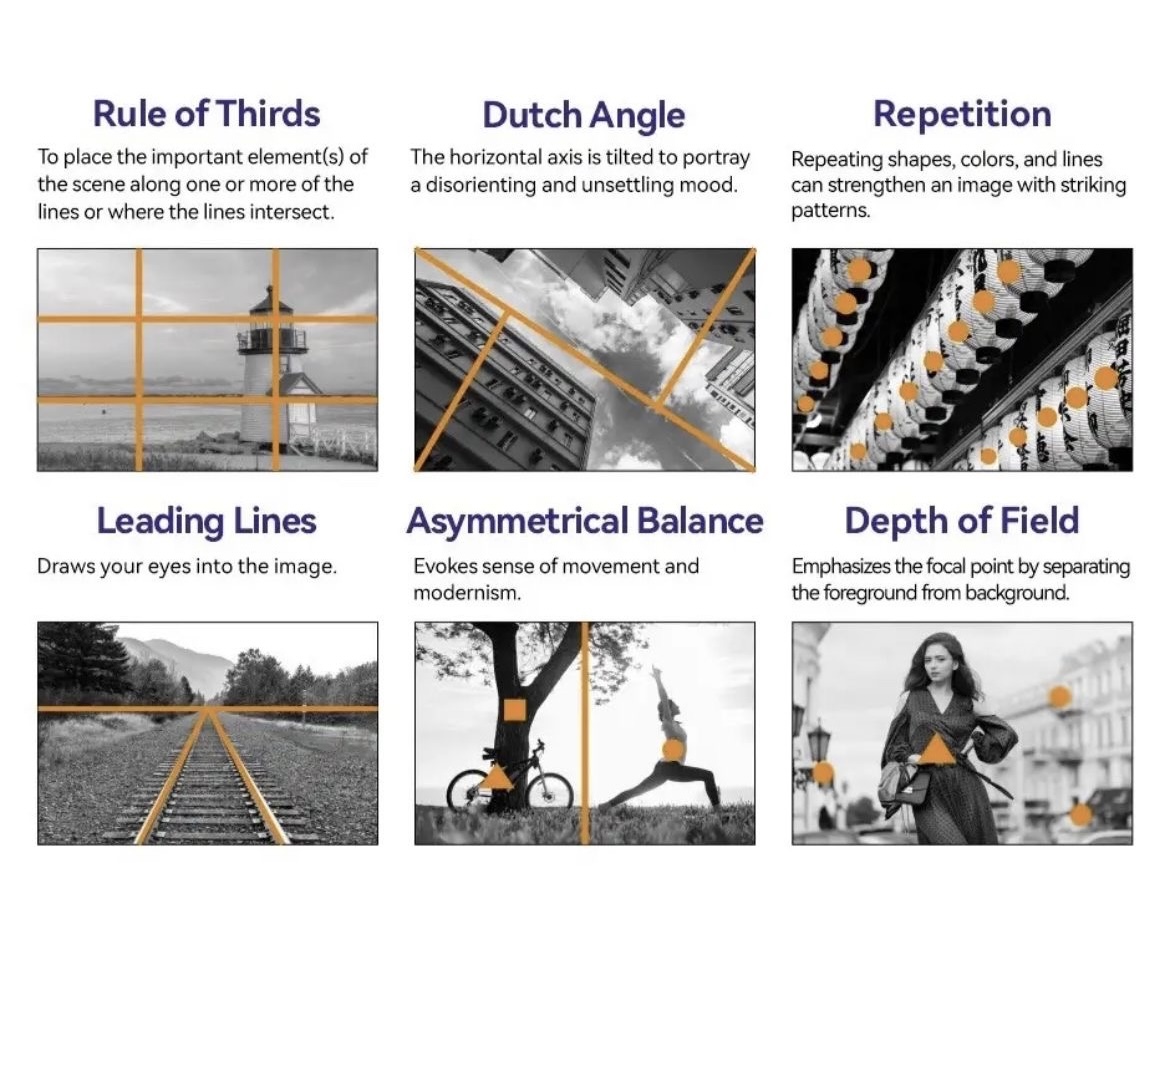 Rule of Thirds
To place the important element(s) of
the scene along one or more of the
lines or where the lines intersect.
Dutch Angle
The horizontal axis is tilted to portray
a disorienting and unsettling mood.
Repetition
Repeating shapes, colors, and lines
can strengthen an image with striking
patterns.
Leading Lines
Draws your eyes into the image.
Asymmetrical Balance
Evokes sense of movement and
modernism.
Depth of Field
Emphasizes the focal point by separating
the foreground from background.